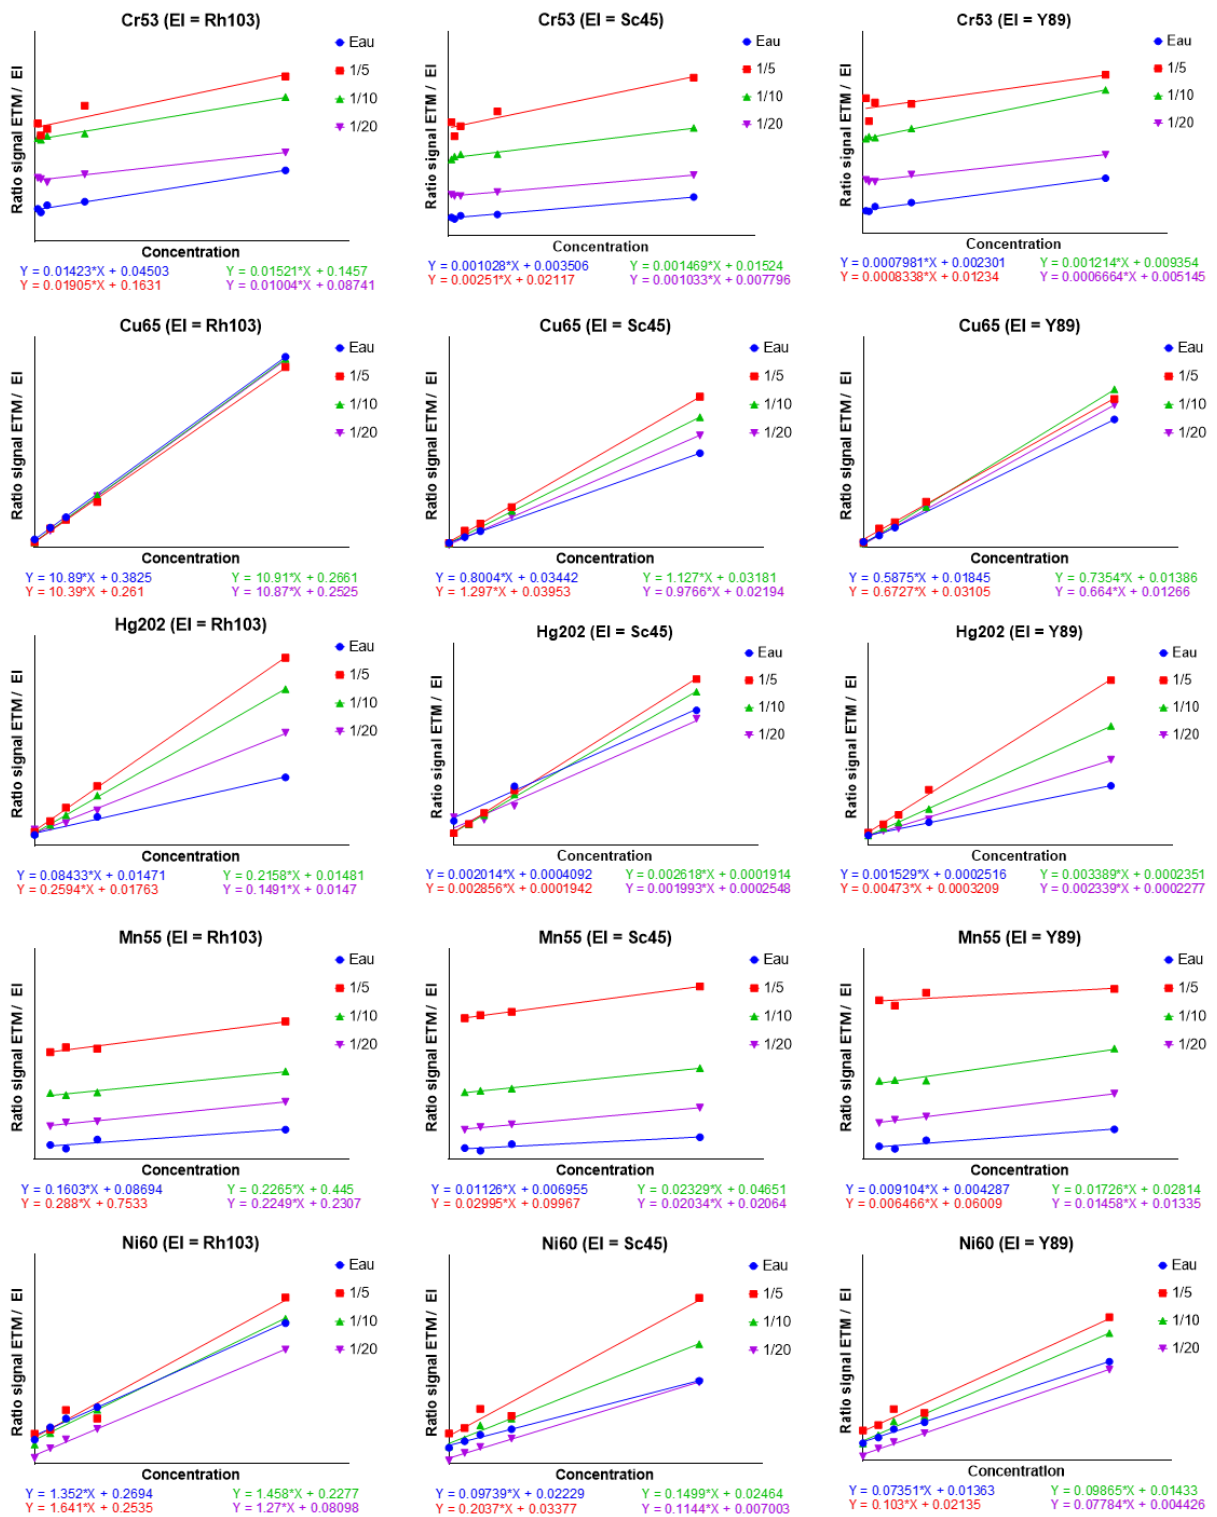 Cr53 (EI = Rh103)
Ratio signal ETM / EI
Eau
1/5
1/10
1/20
Concentration
Y = 0.01423*X + 0.04503
Y = 0.01521*X + 0.1457
Y = 0.01905*X + 0.1631
Y = 0.01004*X + 0.08741
Cr53 (EI = Sc45)
Ratio signal ETM / EI
Eau
1/5
1/10
1/20
Concentration
Y = 0.001028*X + 0.003506
Y = 0.001469*X + 0.01524
Y = 0.00251*X + 0.02117
Y = 0.001033*X + 0.007796
Cr53 (EI = Y89)
Ratio signal ETM / EI
Eau
1/5
1/10
1/20
Concentration
Y = 0.0007981*X + 0.002301
Y = 0.001214*X + 0.009354
Y = 0.0008338*X + 0.01234
Y = 0.0006664*X + 0.005145
Cu65 (EI = Rh103)
Ratio signal ETM / EI
Eau
1/5
1/10
1/20
Concentration
Y = 10.89*X + 0.3825
Y = 10.91*X + 0.2661
Y = 10.39*X + 0.261
Y = 10.87*X + 0.2525
Cu65 (EI = Sc45)
Ratio signal ETM / EI
Eau
1/5
1/10
1/20
Concentration
Y = 0.8004*X + 0.03442
Y = 1.127*X + 0.03181
Y = 1.297*X + 0.03953
Y = 0.9766*X + 0.02194
Cu65 (EI = Y89)
Ratio signal ETM / EI
Eau
1/5
1/10
1/20
Concentration
Y = 0.5875*X + 0.01845
Y = 0.7354*X + 0.01386
Y = 0.6727*X + 0.03105
Y = 0.664*X + 0.01266
Hg202 (EI = Rh103)
Ratio signal ETM / EI
Eau
1/5
1/10
1/20
Concentration
Y = 0.08433*X + 0.01471
Y = 0.2158*X + 0.01481
Y = 0.2594*X + 0.01763
Y = 0.1491*X + 0.0147
Hg202 (EI = Sc45)
Ratio signal ETM / EI
Eau
1/5
1/10
1/20
Concentration
Y = 0.002014*X + 0.0004092
Y = 0.002618*X + 0.0001914
Y = 0.002856*X + 0.0001942
Y = 0.001993*X + 0.0002548
Hg202 (EI = Y89)
Ratio signal ETM / EI
Eau
1/5
1/10
1/20
Concentration
Y = 0.001529*X + 0.0002516
Y = 0.003389*X + 0.0002351
Y = 0.00473*X + 0.0003209
Y = 0.002339*X + 0.0002277
Mn55 (EI = Rh103)
Ratio signal ETM / EI
Eau
1/5
1/10
1/20
Concentration
Y = 0.1603*X + 0.08694
Y = 0.2265*X + 0.445
Y = 0.288*X + 0.7533
Y = 0.2249*X + 0.2307
Mn55 (EI = Sc45)
Ratio signal ETM / EI
Eau
1/5
1/10
1/20
Concentration
Y = 0.01126*X + 0.006955
Y = 0.02329*X + 0.04651
Y = 0.02995*X + 0.09967
Y = 0.02034*X + 0.02064
Mn55 (EI = Y89)
Ratio signal ETM / EI
Eau
1/5
1/10
1/20
Concentration
Y = 0.009104*X + 0.004287
Y = 0.01726*X + 0.02814
Y = 0.006466*X + 0.06009
Y = 0.01458*X + 0.01335
Ni60 (EI = Rh103)
Ratio signal ETM / EI
Eau
1/5
1/10
1/20
Concentration
Y = 1.352*X + 0.2694
Y = 1.458*X + 0.2277
Y = 1.641*X + 0.2535
Y = 1.27*X + 0.08098
Ni60 (EI = Sc45)
Ratio signal ETM / EI
Eau
1/5
1/10
1/20
Concentration
Y = 0.09739*X + 0.02229
Y = 0.1499*X + 0.02464
Y = 0.2037*X + 0.03377
Y = 0.1144*X + 0.007003
Ni60 (EI = Y89)
Ratio signal ETM / EI
Eau
1/5
1/10
1/20
Concentration
Y = 0.07351*X + 0.01363
Y = 0.09865*X + 0.01433
Y = 0.103*X + 0.02135
Y = 0.07784*X + 0.004426